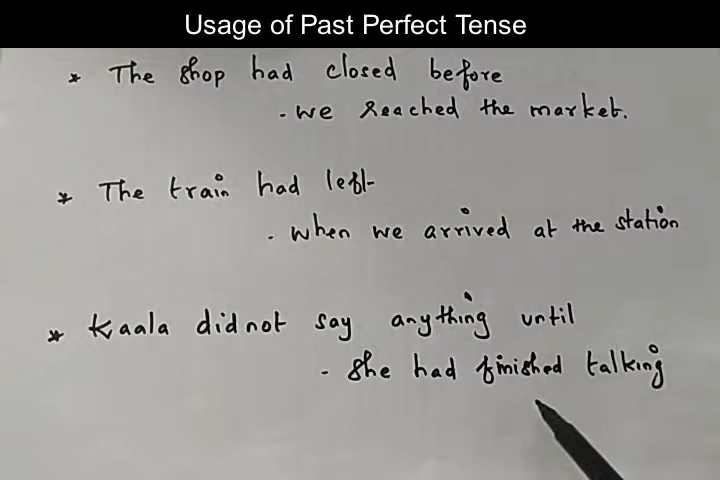 Usage of Past Perfect Tense
* The shop had closed before
- we reached the market.
* The train had left
- when we arrived at the station
* Kaala did not say anything until
- she had finished talking